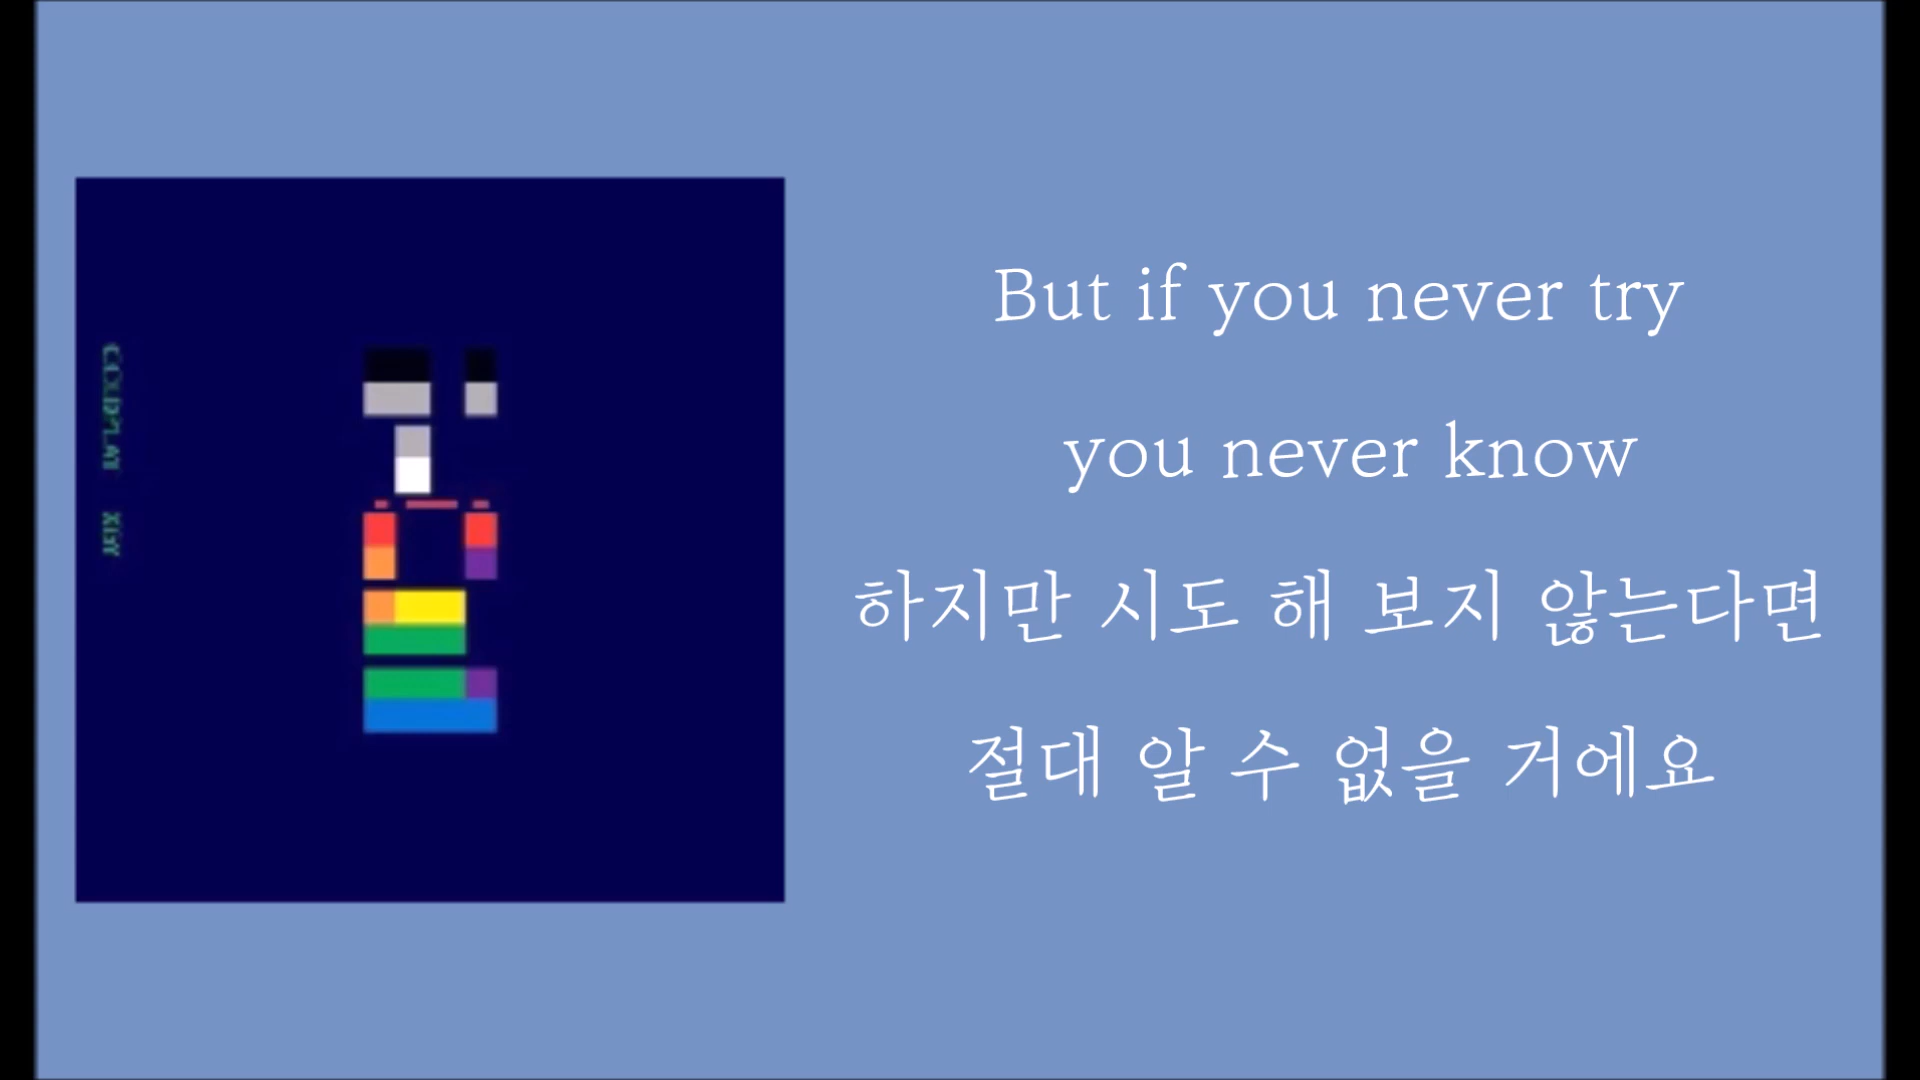 COLDPLAY X&Y
But if you never try
you never know
하지만 시도 해 보지 않는다면
절대 알 수 없을 거에요